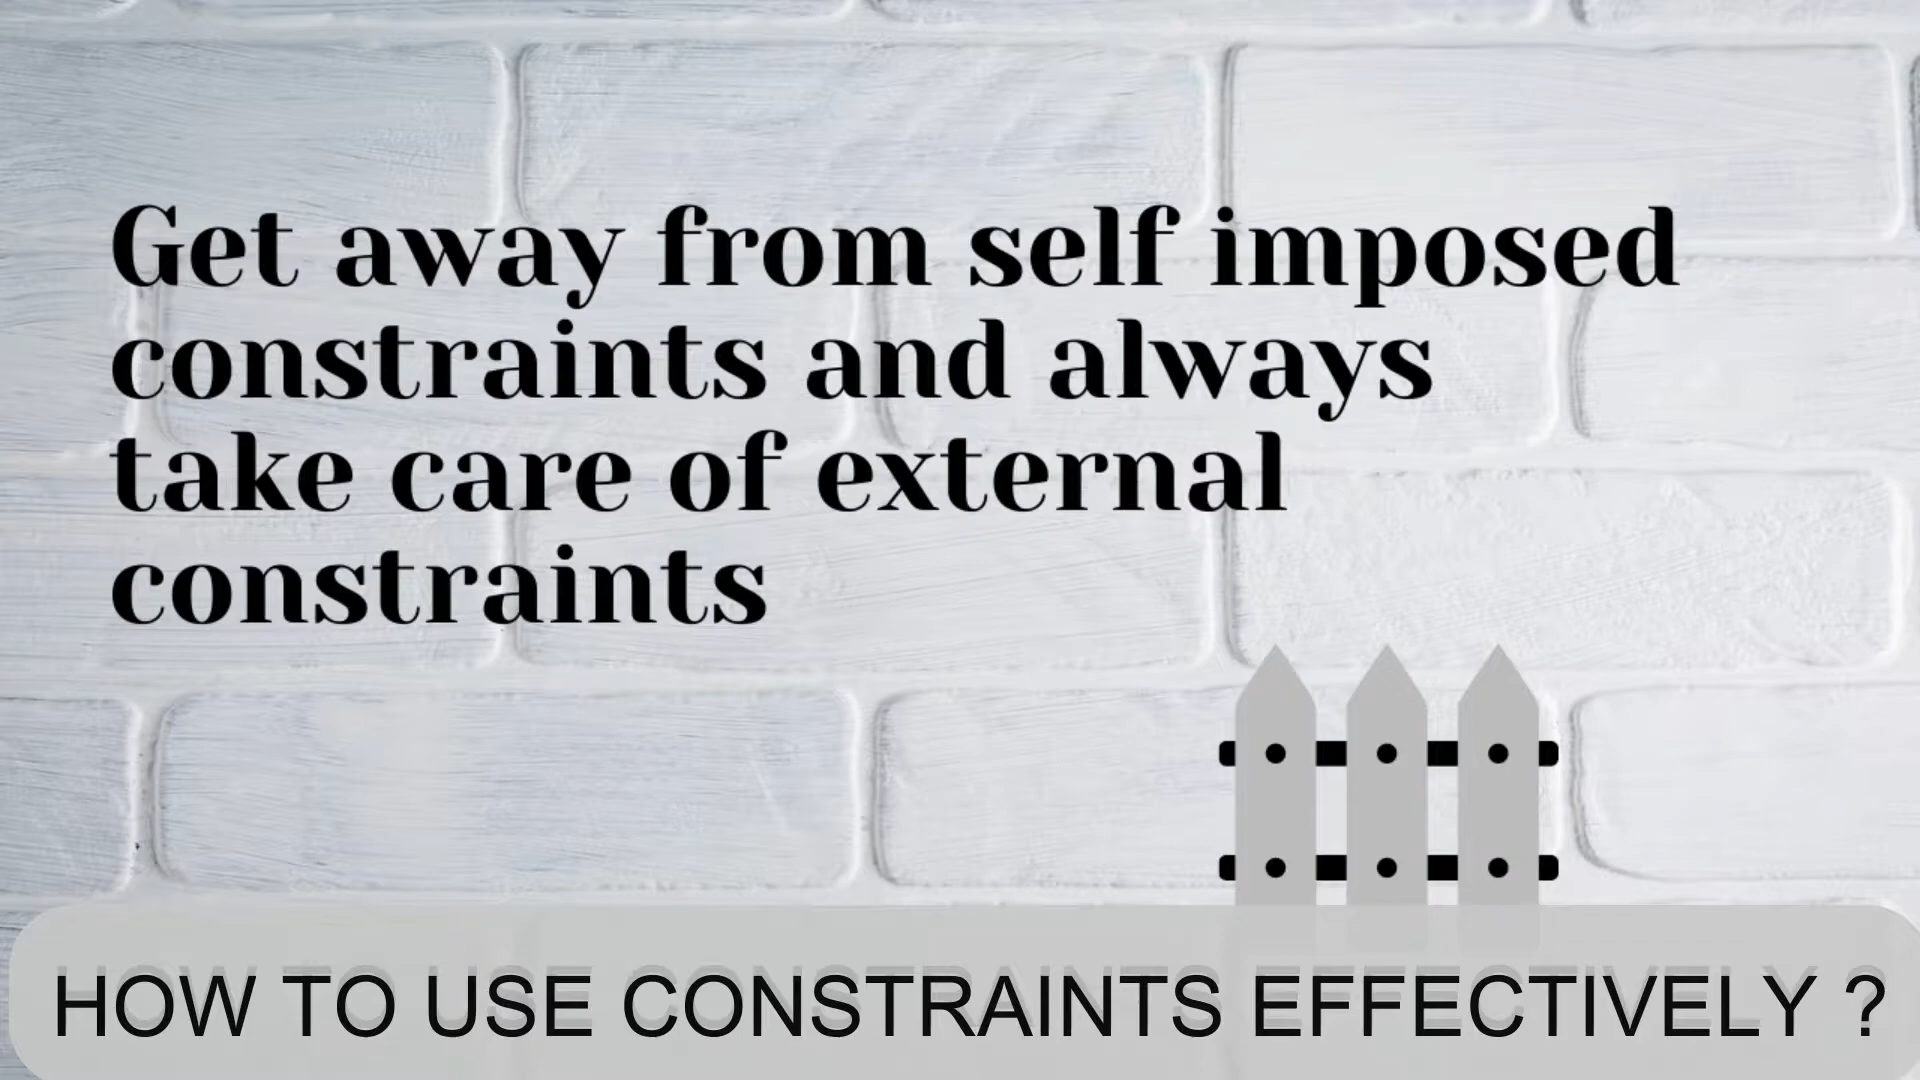 Get away from self imposed
constraints and always
take care of external
constraints
HOW TO USE CONSTRAINTS EFFECTIVELY ?